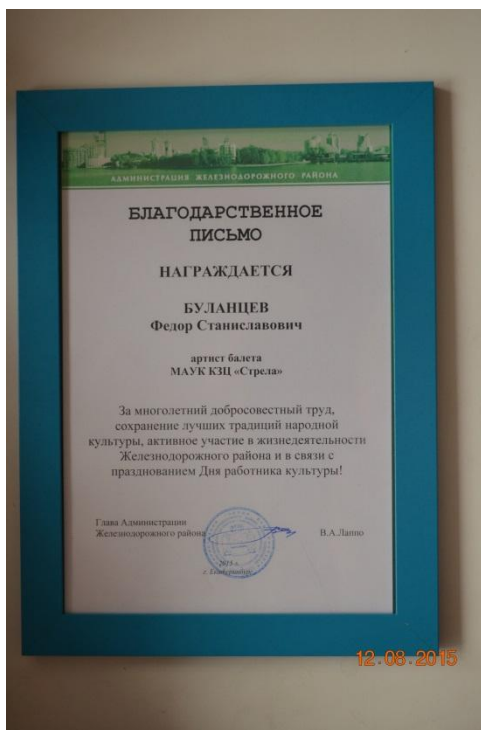 АДМИНИСТРАЦИЯ ЖЕЛЕЗНОДОРОЖНОГО РАЙОНА
БЛАГОДАРСТВЕННОЕ
ПИСЬМО
НАГРАЖДАЕТСЯ
БУЛАНЦЕВ
Федор Станиславович
артист балета
МАУК КЗЦ «Стрела»
За многолетний добросовестный труд,
сохранение лучших традиций народной
культуры, активное участие в жизнедеятельности
Железнодорожного района и в связи с
празднованием Дня работника культуры!
Глава Администрации
Железнодорожного района В.А.Лаппо
г. Екатеринбург
12.08.2015